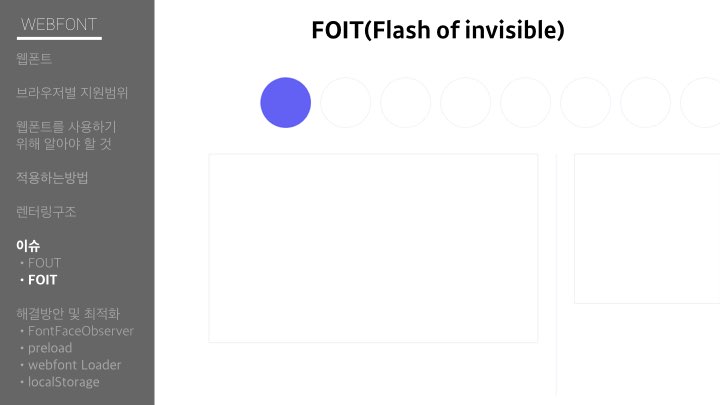 WEBFONT
웹폰트
브라우저별 지원범위
웹폰트를 사용하기
위해 알아야 할 것
적용하는방법
렌터링구조
이슈
• FOUT
• FOIT
해결방안 및 최적화
• FontFaceObserver
• preload
• webfont Loader
• localStorage
FOIT(Flash of invisible)